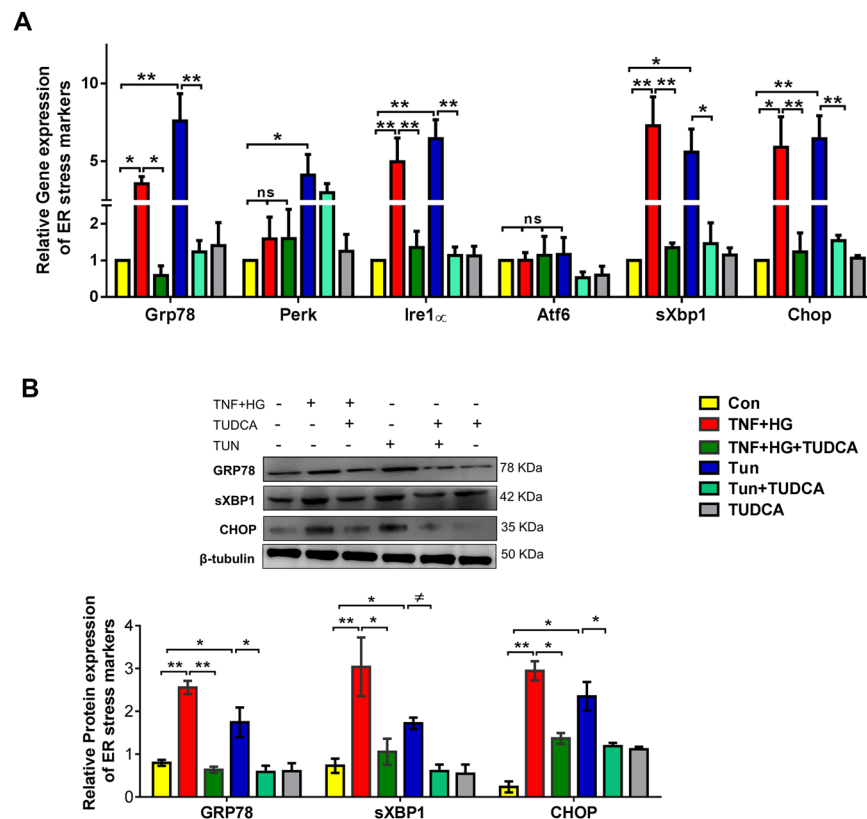 A
Relative Gene expression
of ER stress markers
10
5
2
1
0
** **
* *
*
ns
** **
** **
ns
*
** **
*
** **
* **
Grp78 Perk Ire1∝ Atf6 sXbp1 Chop
B
TNF+HG - + + - - -
TUDCA - - + - + +
TUN - - - + + -
GRP78 78 KDa
sXBP1 42 KDa
CHOP 35 KDa
β-tubulin 50 KDa
Con
TNF+HG
TNF+HG+TUDCA
Tun
Tun+TUDCA
TUDCA
Relative Protein expression
of ER stress markers
4
3
2
1
0
* *
** **
* ≠
** *
* *
** *
GRP78 sXBP1 CHOP